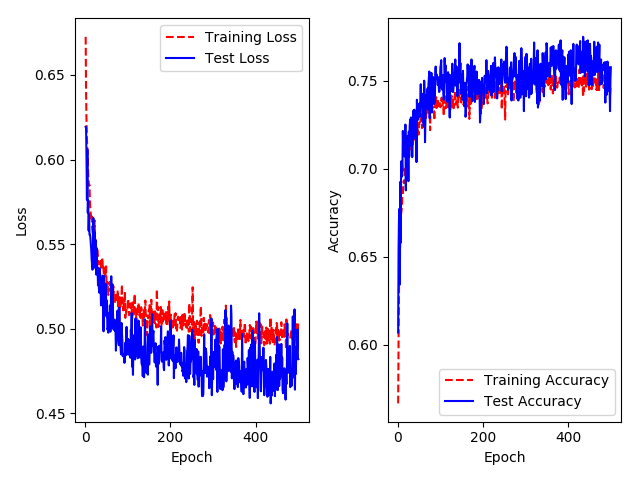 Training Loss
Test Loss
0.65
0.60
0.55
0.50
0.45
Loss
0
200
400
Epoch
0.75
0.70
0.65
0.60
Accuracy
Training Accuracy
Test Accuracy
0
200
400
Epoch